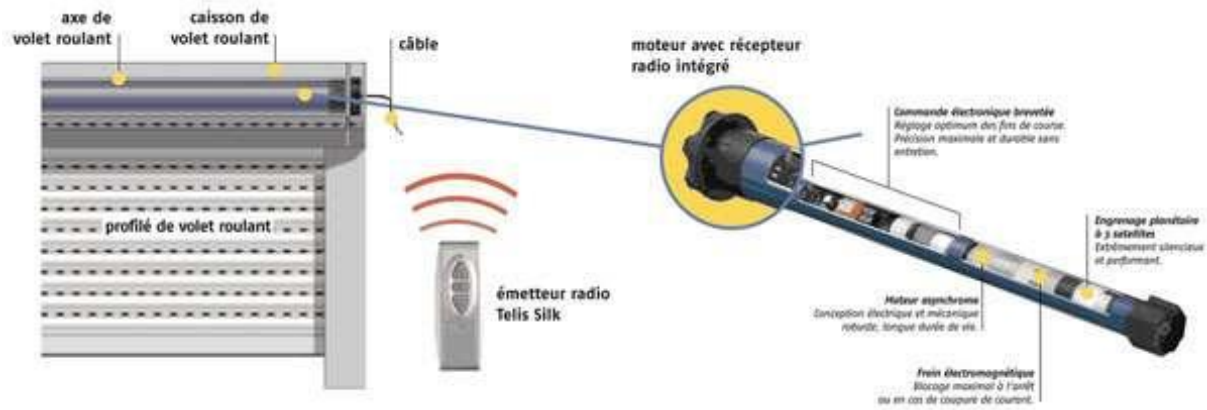 axe de
volet roulant
caisson de
volet roulant
câble
moteur avec récepteur
radio intégré
Commande électronique brevetée
Réglage optimum des fins de course.
Précision maximale et durable sans
entretien.
profilé de volet roulant
Engrenage planétaire
à 3 satellites
Extrêmement silencieux
et performant.
émetteur radio
Telis Silk
Moteur asynchrome
Conception électrique et mécanique
robuste, longue durée de vie.
Frein électromagnétique
Blocage maximal à l'arrêt
ou en cas de coupure de courant.